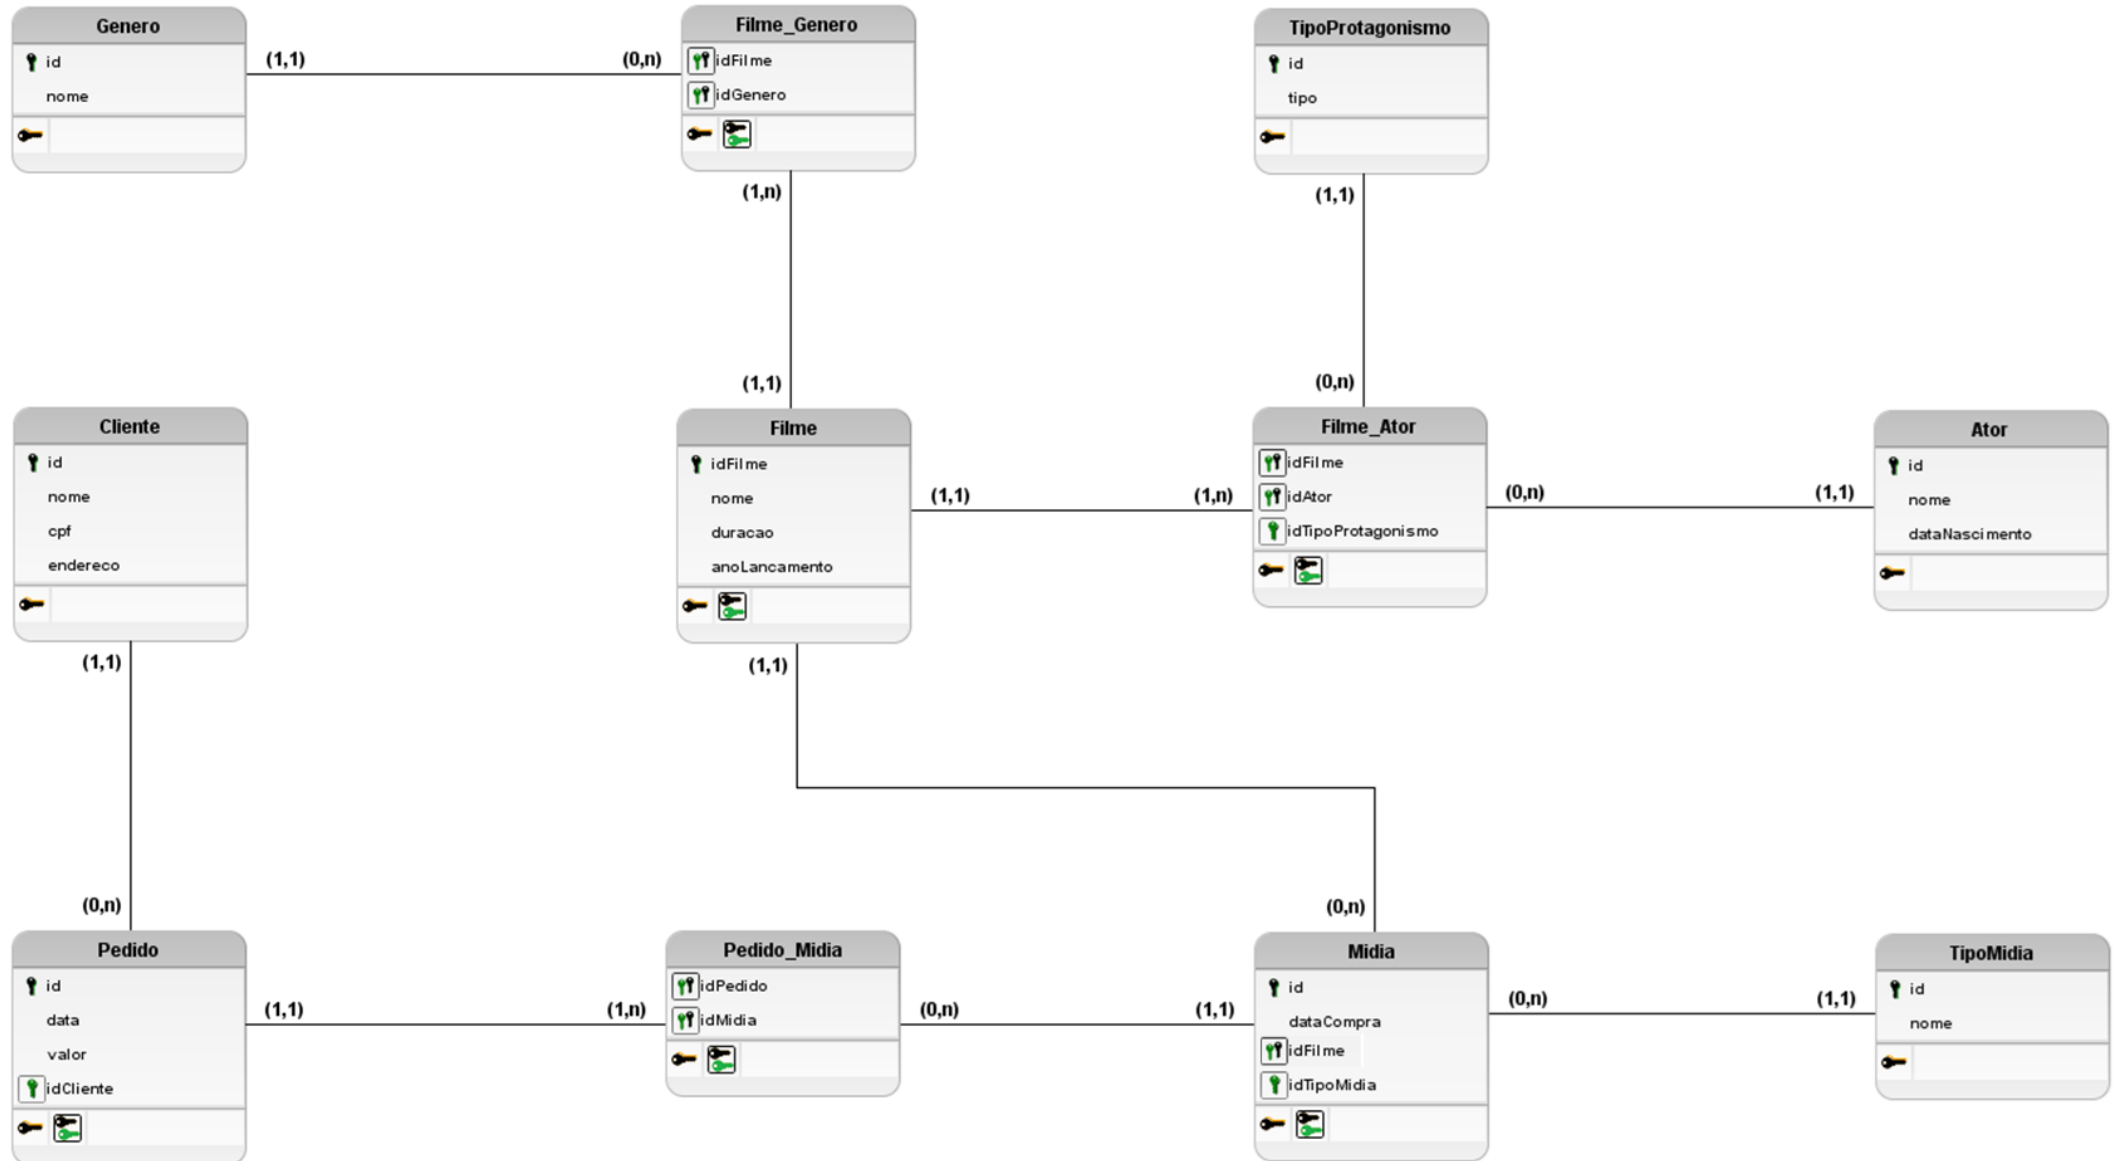 Genero
id
nome
(1,1)
(0,n)
Filme_Genero
idFilme
idGenero
(1,n)
(1,1)
TipoProtagonismo
id
tipo
(1,1)
(0,n)
Cliente
id
nome
cpf
endereco
(1,1)
(0,n)
Filme
idFilme
nome
duracao
anoLancamento
(1,1)
(1,n)
(1,1)
(0,n)
Filme_Ator
idFilme
idAtor
idTipoProtagonismo
(0,n)
(1,1)
Ator
id
nome
dataNascimento
Pedido
id
data
valor
idCliente
(1,1)
(1,n)
Pedido_Midia
idPedido
idMidia
(0,n)
(1,1)
Midia
id
dataCompra
idFilme
idTipoMidia
(0,n)
(1,1)
TipoMidia
id
nome